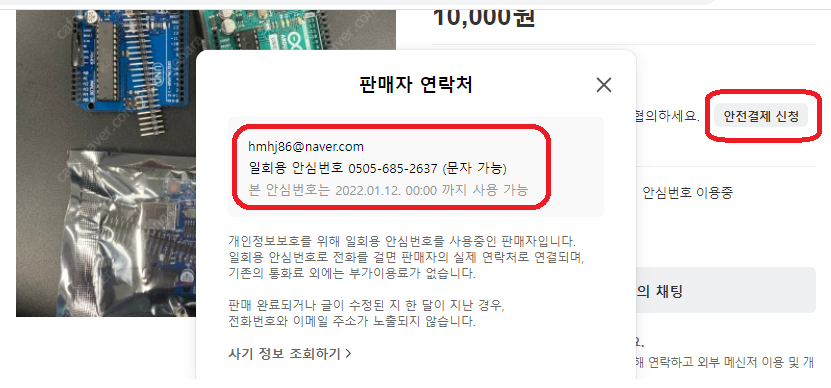 10,000원
판매자 연락처
협의하세요.
안전결제 신청
hmhj86@naver.com
일회용 안심번호 0505-685-2637 (문자 가능)
본 안심번호는 2022.01.12. 00:00 까지 사용 가능
안심번호 이용중
개인정보보호를 위해 일회용 안심번호를 사용중인 판매자입니다.
일회용 안심번호로 전화를 걸면 판매자의 실제 연락처로 연결되며,
기존의 통화료 외에는 부가이용료가 없습니다.
의 채팅
판매 완료되거나 글이 수정된 지 한 달이 지난 경우,
전화번호와 이메일 주소가 노출되지 않습니다.
요.
해 연락하고 외부 메신저 이용 및 개
사기 정보 조회하기 >